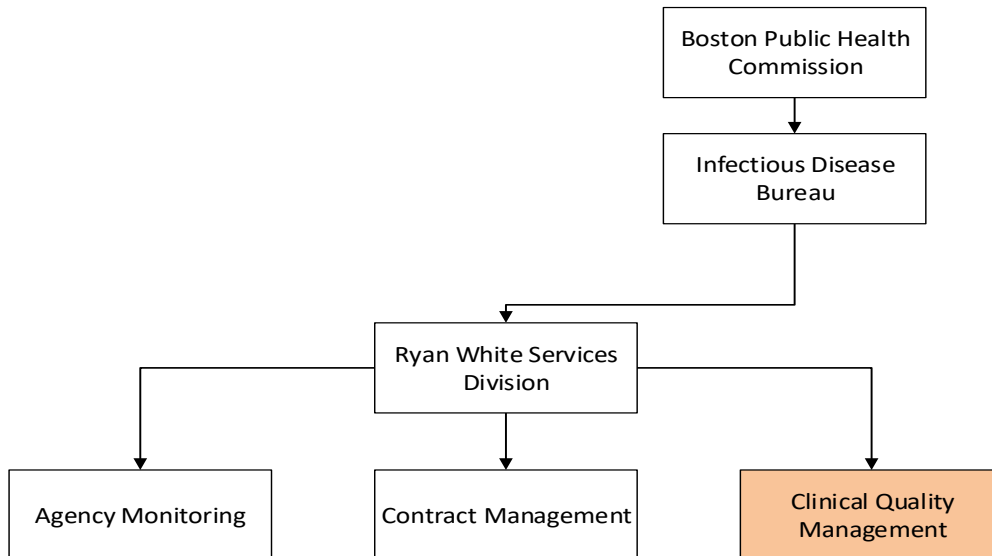 Boston Public Health
Commission
Infectious Disease
Bureau
Ryan White Services
Division
Agency Monitoring
Contract Management
Clinical Quality
Management